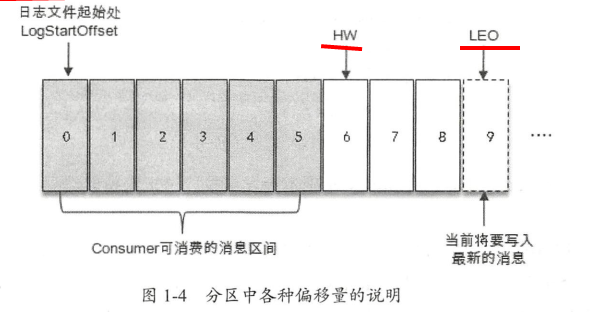 日志文件起始处
LogStartOffset
HW
LEO
0 1 2 3 4 5 6 7 8 9 ····
Consumer可消费的消息区间
当前将要写入
最新的消息
图 1-4 分区中各种偏移量的说明